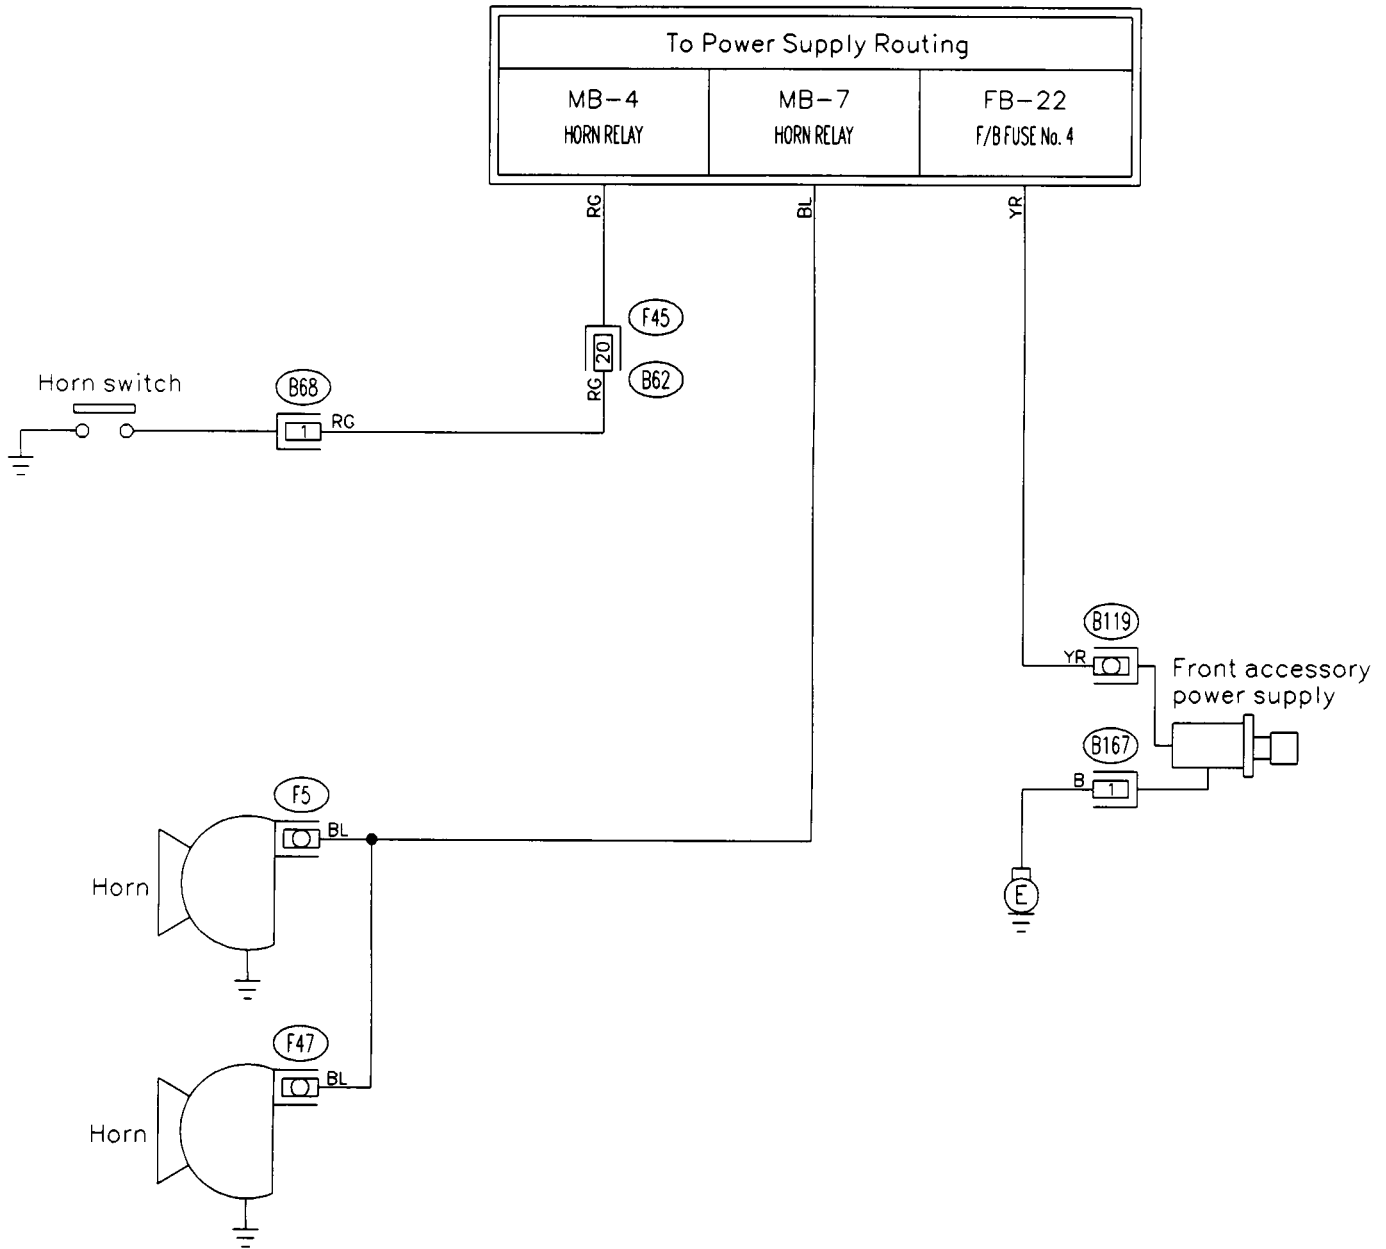 To Power Supply Routing
MB-4
HORN RELAY
MB-7
HORN RELAY
FB-22
F/B FUSE No. 4
RG
BL
YR
F45
20
B62
RG
Horn switch
B68
1
RG
B119
YR
Front accessory
power supply
B167
B
1
E
F5
BL
Horn
F47
BL
Horn